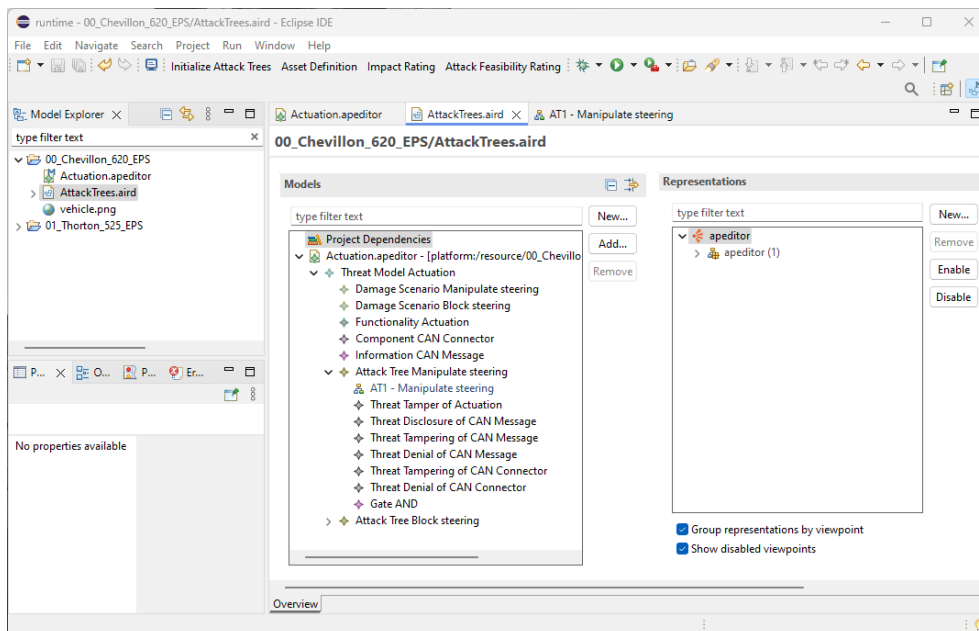 runtime - 00_Chevillon_620_EPS/AttackTrees.aird - Eclipse IDE
File Edit Navigate Search Project Run Window Help
Initialize Attack Trees Asset Definition Impact Rating Attack Feasibility Rating
Model Explorer
type filter text
00_Chevillon_620_EPS
Actuation.apeditor
AttackTrees.aird
vehicle.png
01_Thorton_525_EPS
P... O... P... Er...
No properties available
Actuation.apeditor AttackTrees.aird AT1 - Manipulate steering
00_Chevillon_620_EPS/AttackTrees.aird
Models
type filter text
New...
Add...
Remove
Project Dependencies
Actuation.apeditor - [platform:/resource/00_Chevillo
Threat Model Actuation
Damage Scenario Manipulate steering
Damage Scenario Block steering
Functionality Actuation
Component CAN Connector
Information CAN Message
Attack Tree Manipulate steering
AT1 - Manipulate steering
Threat Tamper of Actuation
Threat Disclosure of CAN Message
Threat Tampering of CAN Message
Threat Denial of CAN Message
Threat Tampering of CAN Connector
Threat Denial of CAN Connector
Gate AND
Attack Tree Block steering
Representations
type filter text
New...
Remove
Enable
Disable
apeditor
apeditor (1)
Group representations by viewpoint
Show disabled viewpoints
Overview